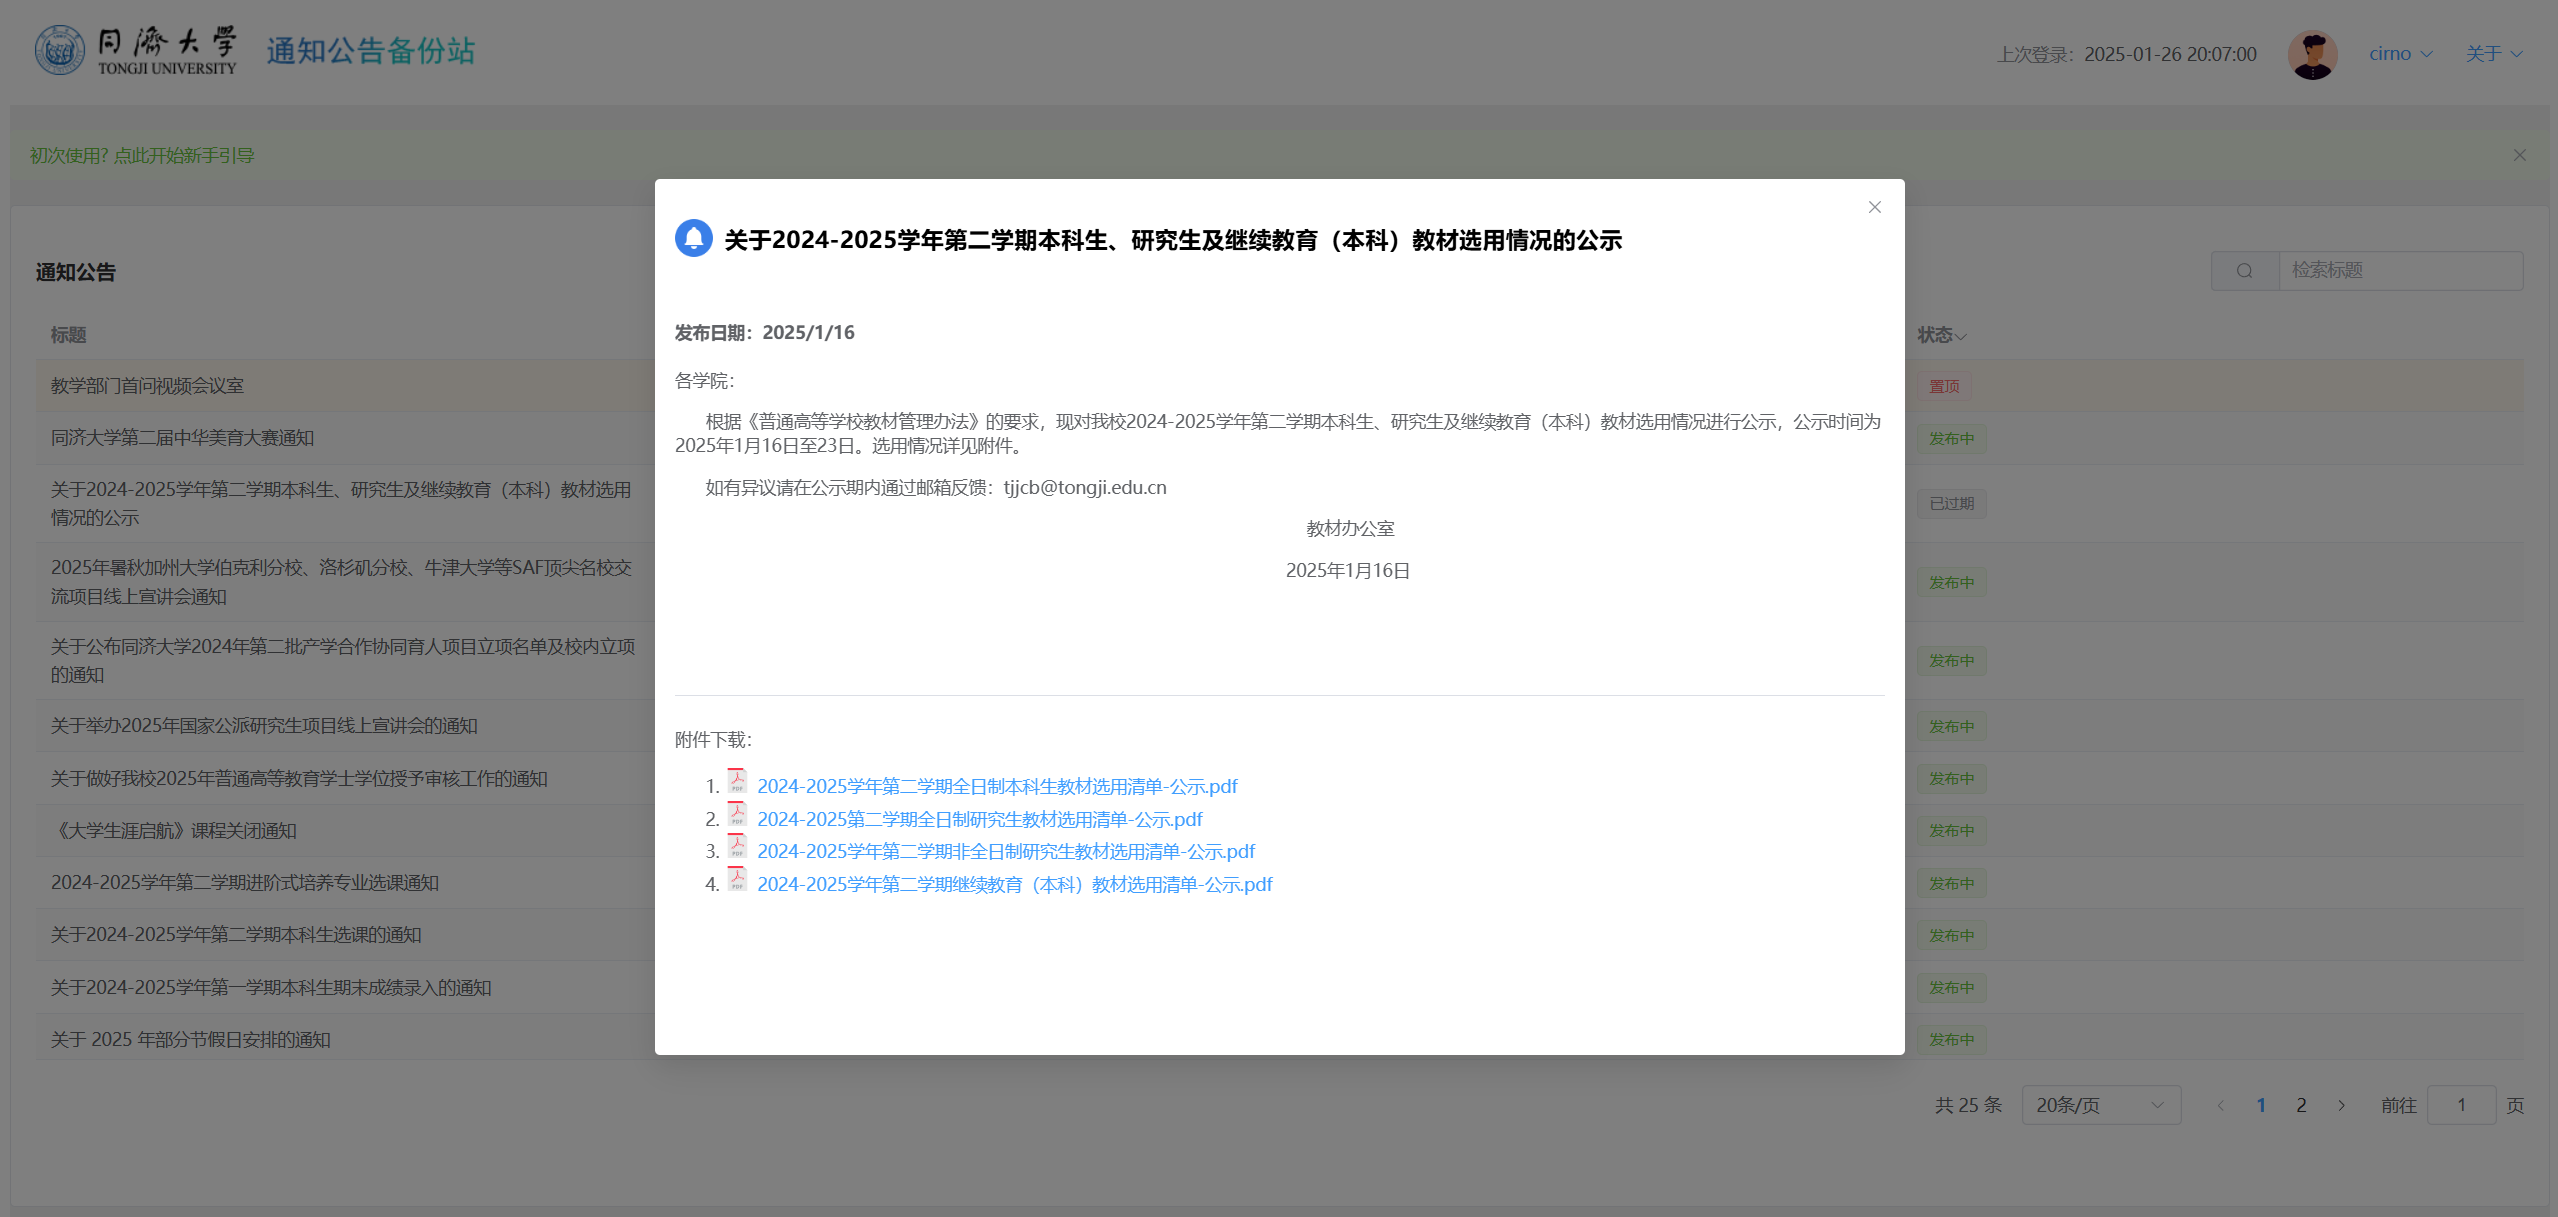 同济大学
TONGJI UNIVERSITY
通知公告备份站
上次登录：2025-01-26 20:07:00
cirno
关于
初次使用? 点此开始新手引导
通知公告
检索标题
标题
状态
教学部门首问视频会议室
置顶
同济大学第二届中华美育大赛通知
发布中
关于2024-2025学年第二学期本科生、研究生及继续教育（本科）教材选用
情况的公示
已过期
2025年暑秋加州大学伯克利分校、洛杉矶分校、牛津大学等SAF顶尖名校交
流项目线上宣讲会通知
发布中
关于公布同济大学2024年第二批产学合作协同育人项目立项名单及校内立项
的通知
发布中
关于举办2025年国家公派研究生项目线上宣讲会的通知
发布中
关于做好我校2025年普通高等教育学士学位授予审核工作的通知
发布中
《大学生涯启航》课程关闭通知
发布中
2024-2025学年第二学期进阶式培养专业选课通知
发布中
关于2024-2025学年第二学期本科生选课的通知
发布中
关于2024-2025学年第一学期本科生期末成绩录入的通知
发布中
关于 2025 年部分节假日安排的通知
发布中
共 25 条
20条/页
1
2
前往
1
页
关于2024-2025学年第二学期本科生、研究生及继续教育（本科）教材选用情况的公示
发布日期：2025/1/16
各学院：
根据《普通高等学校教材管理办法》的要求，现对我校2024-2025学年第二学期本科生、研究生及继续教育（本科）教材选用情况进行公示，公示时间为
2025年1月16日至23日。选用情况详见附件。
如有异议请在公示期内通过邮箱反馈：tjjcb@tongji.edu.cn
教材办公室
2025年1月16日
附件下载：
1. 2024-2025学年第二学期全日制本科生教材选用清单-公示.pdf
2. 2024-2025第二学期全日制研究生教材选用清单-公示.pdf
3. 2024-2025学年第二学期非全日制研究生教材选用清单-公示.pdf
4. 2024-2025学年第二学期继续教育（本科）教材选用清单-公示.pdf